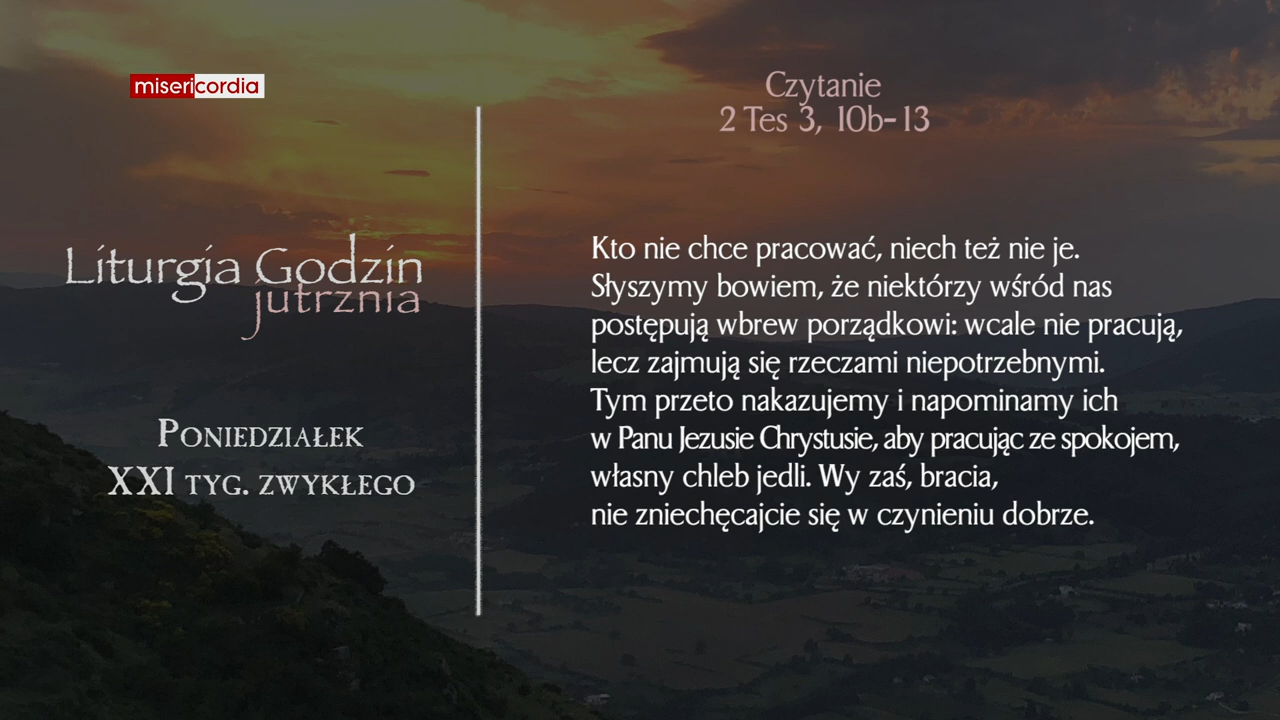 misericordia
Liturgia Godzin
jutrznia
Poniedziałek
XXI tyg. zwykłego
Czytanie
2 Tes 3, 10b-13
Kto nie chce pracować, niech też nie je.
Słyszymy bowiem, że niektórzy wśród nas
postępują wbrew porządkowi: wcale nie pracują,
lecz zajmują się rzeczami niepotrzebnymi.
Tym przeto nakazujemy i napominamy ich
w Panu Jezusie Chrystusie, aby pracując ze spokojem,
własny chleb jedli. Wy zaś, bracia,
nie zniechęcajcie się w czynieniu dobrze.